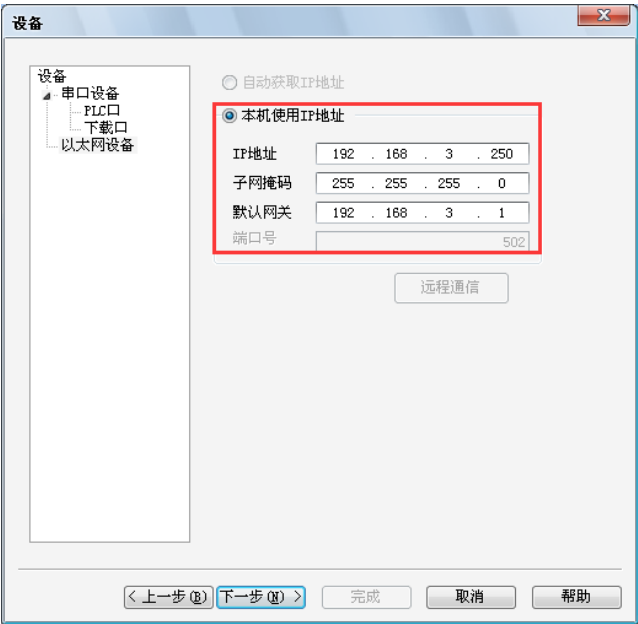 设备
设备
串口设备
PLC口
下载口
以太网设备
自动获取IP地址
本机使用IP地址
IP地址 192 . 168 . 3 . 250
子网掩码 255 . 255 . 255 . 0
默认网关 192 . 168 . 3 . 1
端口号 502
远程通信
< 上一步(B) 下一步(N) > 完成 取消 帮助